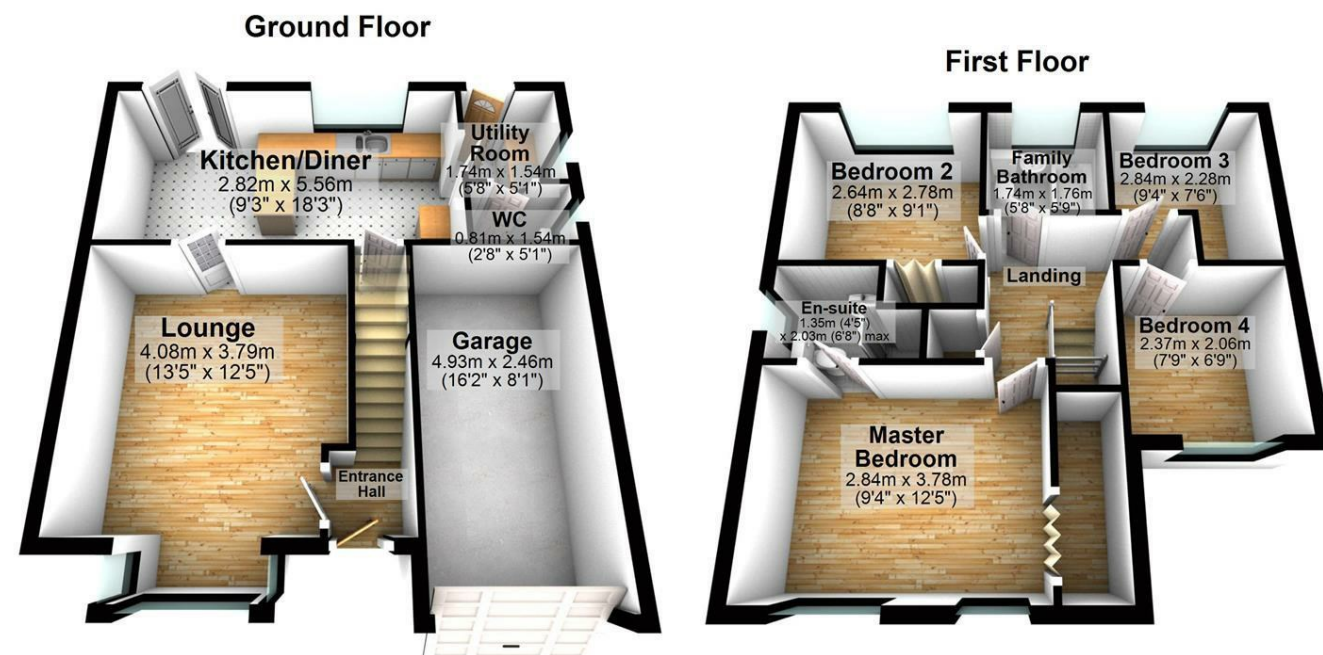 Ground Floor
Kitchen/Diner
2.82m x 5.56m
(9'3" x 18'3")
Utility
Room
1.74m x 1.54m
(5'8" x 5'1")
WC
0.81m x 1.54m
(2'8" x 5'1")
Lounge
4.08m x 3.79m
(13'5" x 12'5")
Garage
4.93m x 2.46m
(16'2" x 8'1")
Entrance
Hall
First Floor
Bedroom 2
2.64m x 2.78m
(8'8" x 9'1")
Family
Bathroom
1.74m x 1.76m
(5'8" x 5'9")
Bedroom 3
2.84m x 2.28m
(9'4" x 7'6")
Landing
En-suite
1.35m (4'5")
x 2.03m (6'8") max
Bedroom 4
2.37m x 2.06m
(7'9" x 6'9")
Master
Bedroom
2.84m x 3.78m
(9'4" x 12'5")